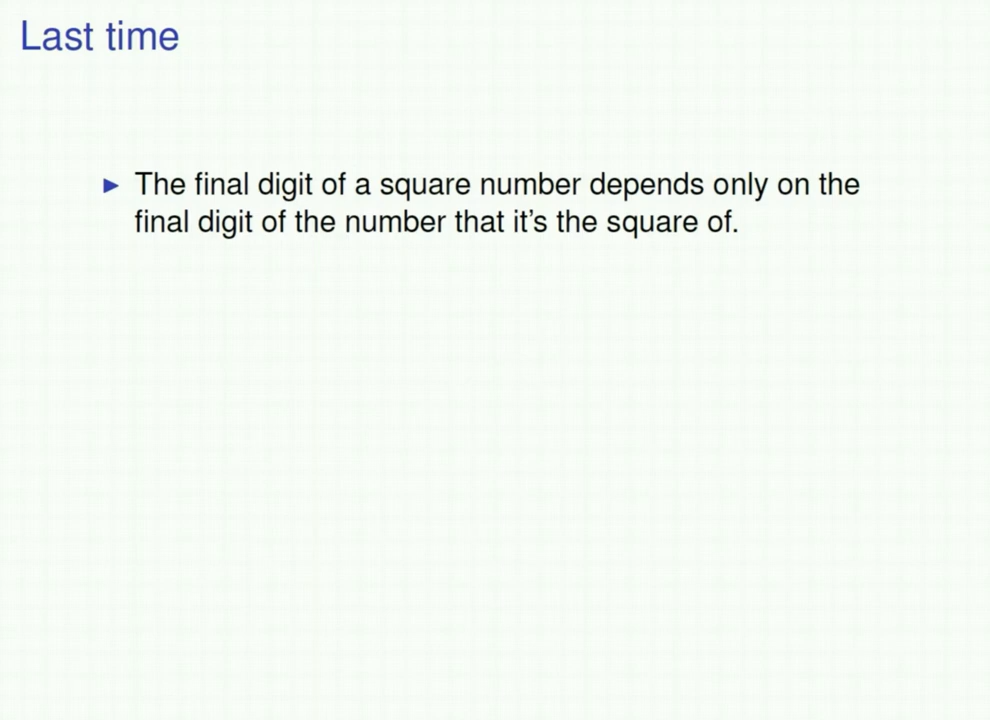 Last time
► The final digit of a square number depends only on the
final digit of the number that it's the square of.